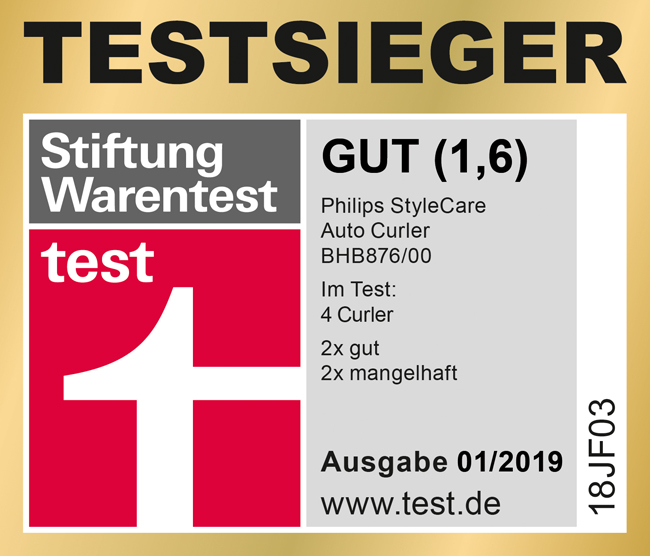 TESTSIEGER
Stiftung
Warentest
test
GUT (1,6)
Philips StyleCare
Auto Curler
BHB876/00
Im Test:
4 Curler
2x gut
2x mangelhaft
Ausgabe 01/2019
www.test.de
18JF03